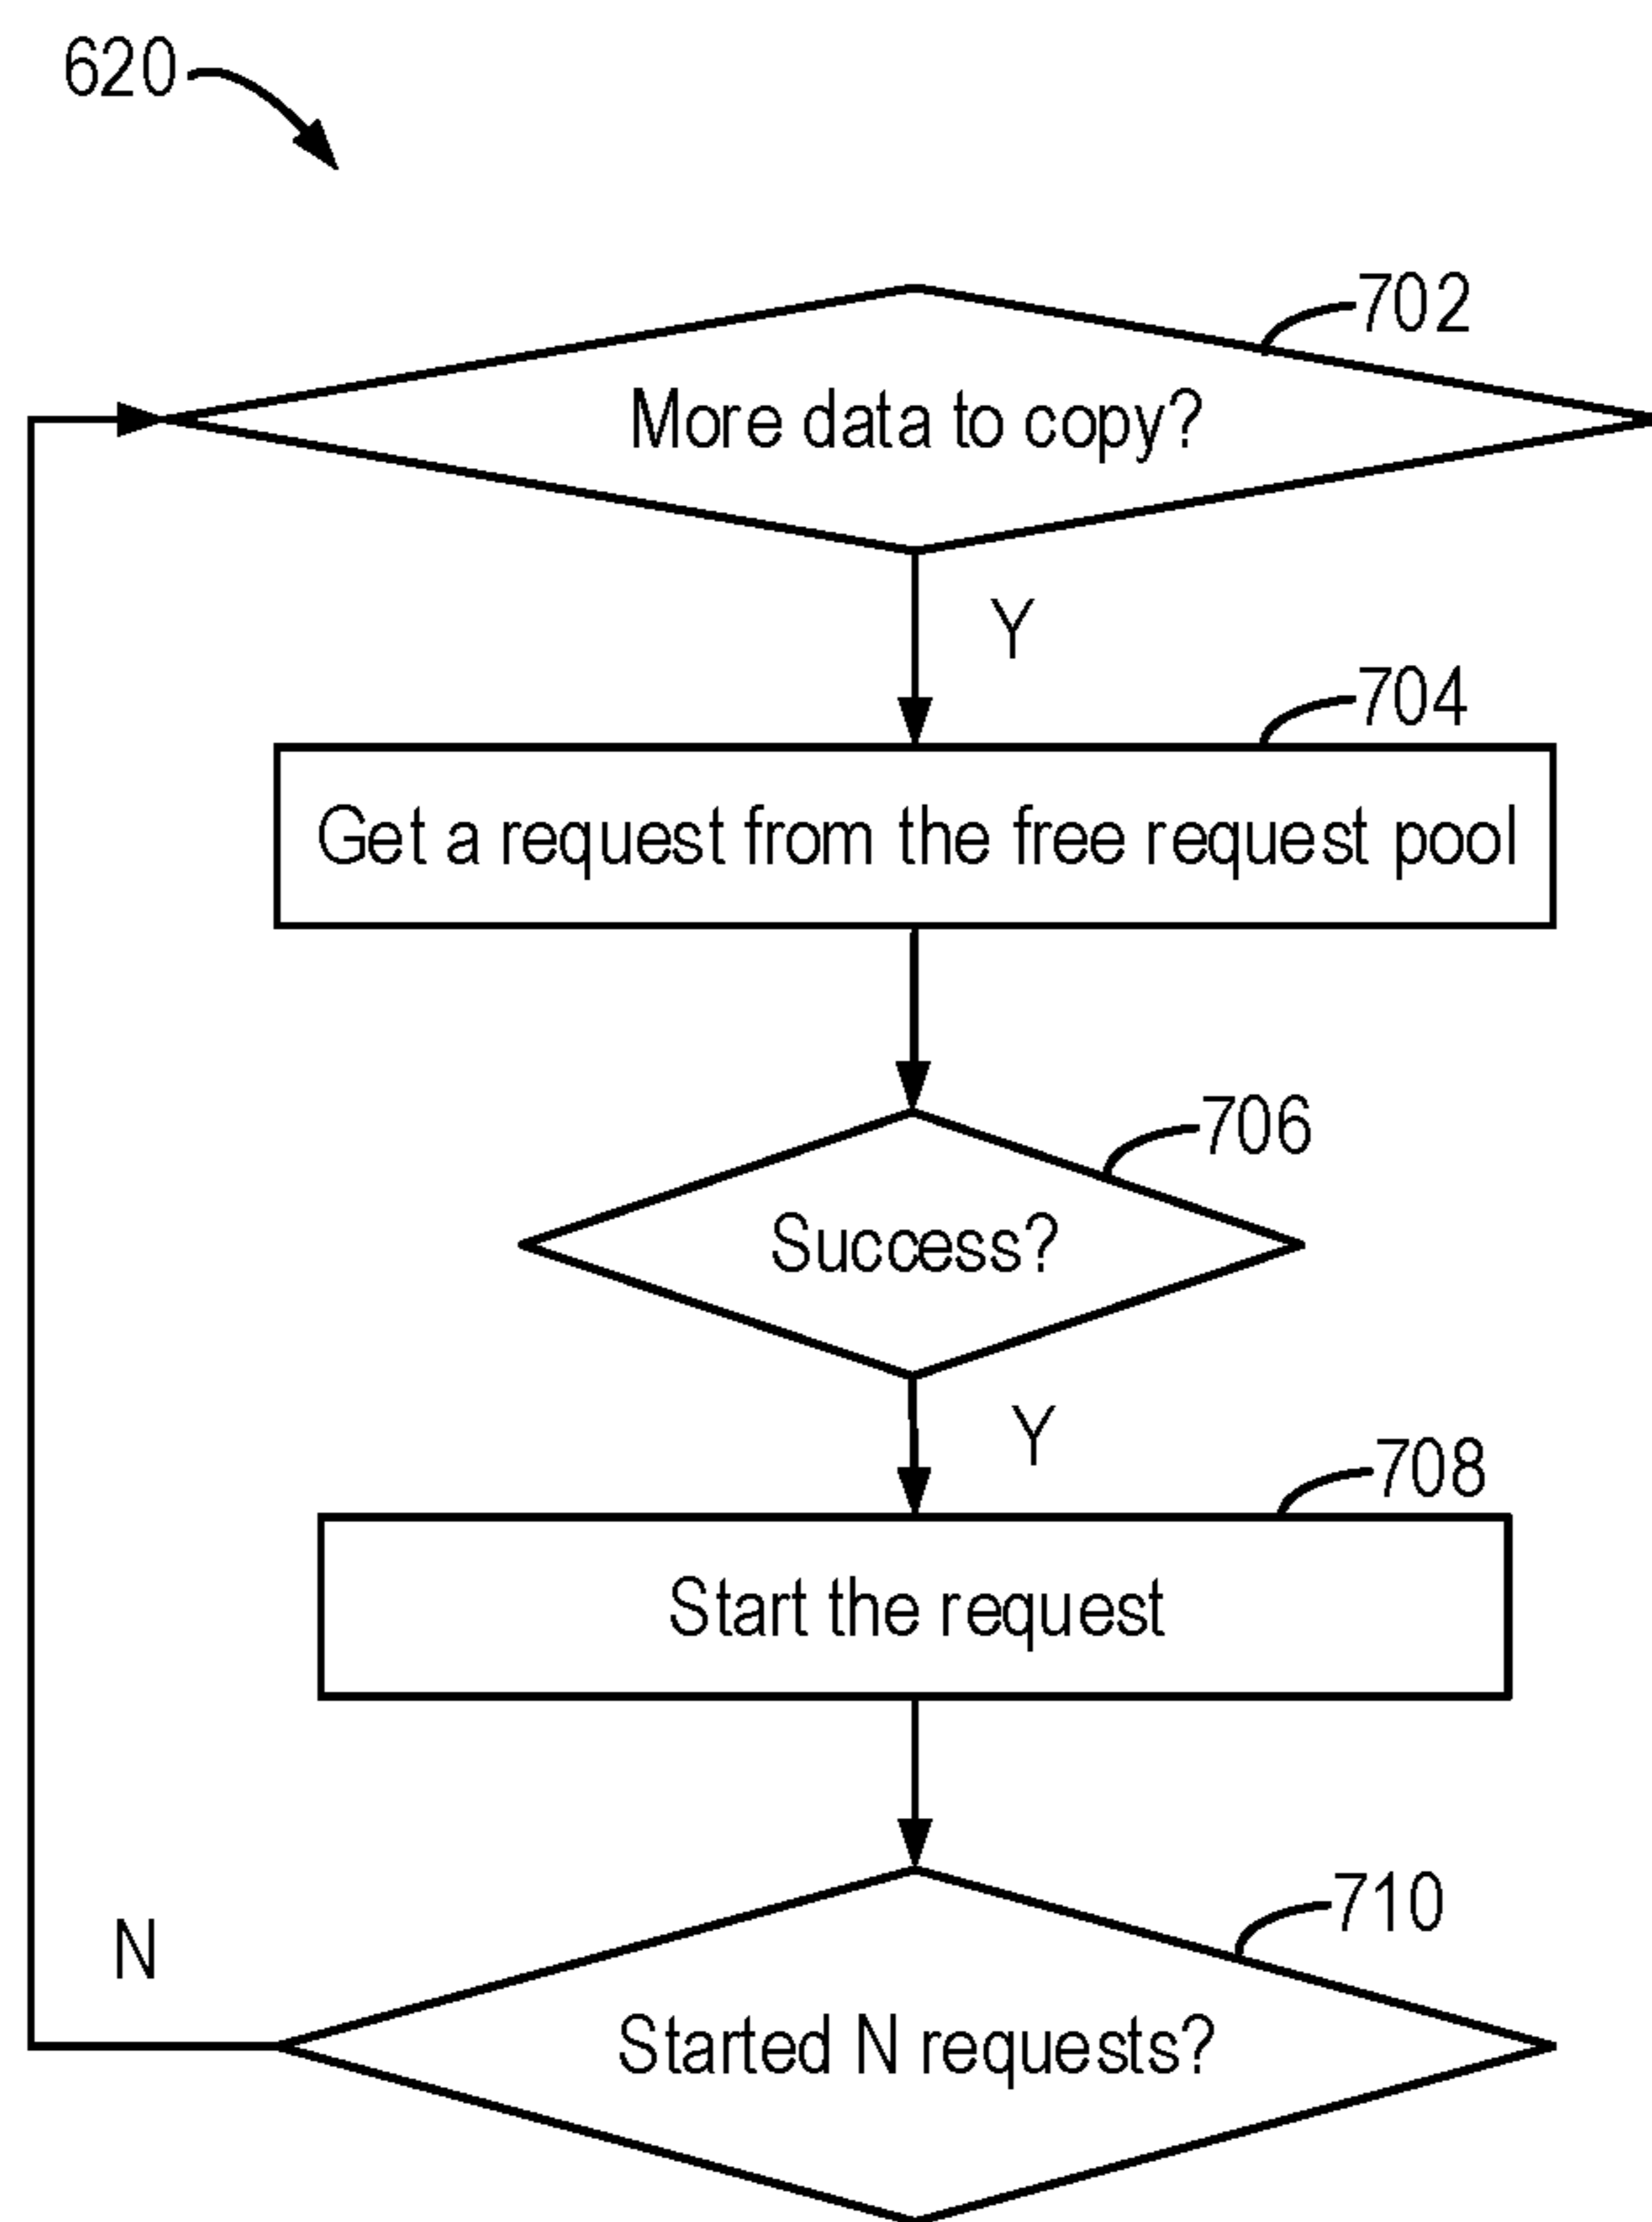 620
702
More data to copy?
Y
704
Get a request from the free request pool
706
Success?
Y
708
Start the request
710
N
Started N requests?